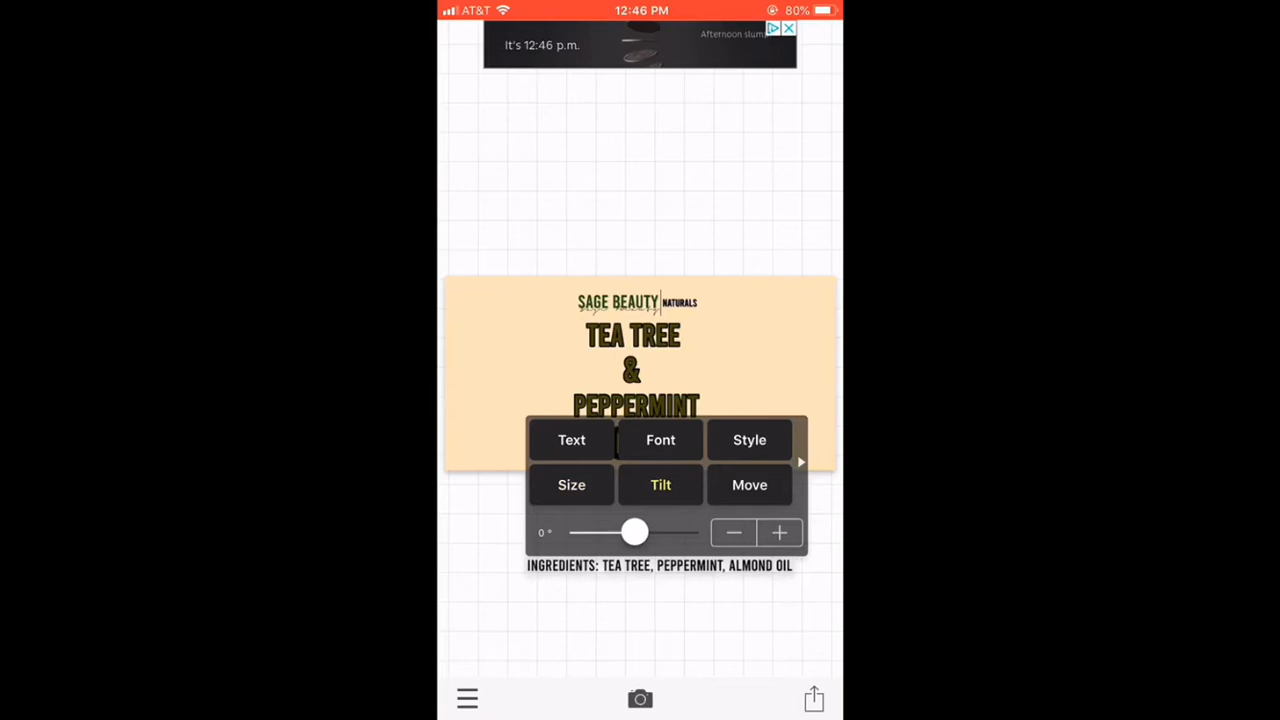 AT&T 12:46 PM 80%
It's 12:46 p.m.
Afternoon slum
SAGE BEAUTY NATURALS
TEA TREE
&
PEPPERMINT
Text Font Style
Size Tilt Move
0 °
INGREDIENTS: TEA TREE, PEPPERMINT, ALMOND OIL